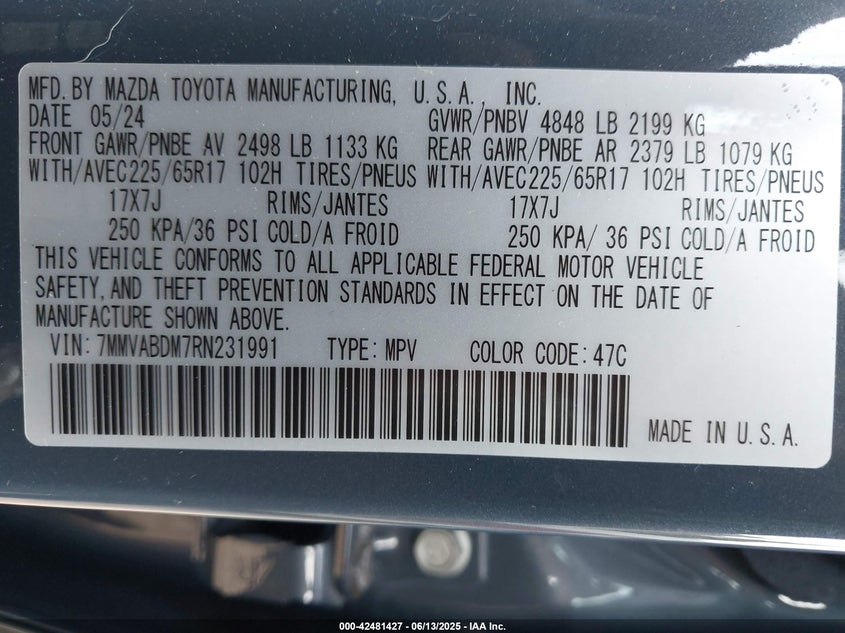 MFD. BY MAZDA TOYOTA MANUFACTURING, U.S.A. INC.
DATE 05/24 GVWR/PNBV 4848 LB 2199 KG
FRONT GAWR/PNBE AV 2498 LB 1133 KG REAR GAWR/PNBE AR 2379 LB 1079 KG
WITH/AVEC225/65R17 102H TIRES/PNEUS WITH/AVEC225/65R17 102H TIRES/PNEUS
17X7J RIMS/JANTES 17X7J RIMS/JANTES
250 KPA/36 PSI COLD/A FROID 250 KPA/ 36 PSI COLD/A FROID
THIS VEHICLE CONFORMS TO ALL APPLICABLE FEDERAL MOTOR VEHICLE
SAFETY, AND THEFT PREVENTION STANDARDS IN EFFECT ON THE DATE OF
MANUFACTURE SHOWN ABOVE.
VIN: 7MMVABDM7RN231991 TYPE: MPV COLOR CODE: 47C
MADE IN U.S.A.
000-42481427 - 06/13/2025 - IAA Inc.